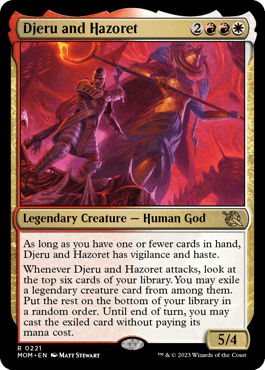 Djeru and Hazoret 2
Legendary Creature — Human God
As long as you have one or fewer cards in hand,
Djeru and Hazoret has vigilance and haste.
Whenever Djeru and Hazoret attacks, look at
the top six cards of your library. You may exile
a legendary creature card from among them.
Put the rest on the bottom of your library in
a random order. Until end of turn, you may
cast the exiled card without paying its
mana cost.
5/4
R 0221
MOM • EN Matt Stewart
™ & © 2023 Wizards of the Coast